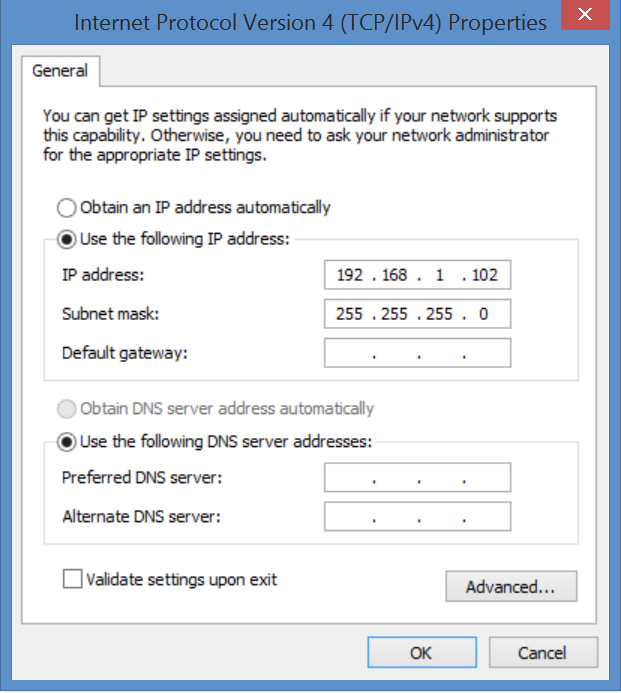 Internet Protocol Version 4 (TCP/IPv4) Properties
General
You can get IP settings assigned automatically if your network supports
this capability. Otherwise, you need to ask your network administrator
for the appropriate IP settings.
Obtain an IP address automatically
Use the following IP address:
IP address: 192 . 168 . 1 . 102
Subnet mask: 255 . 255 . 255 . 0
Default gateway: . . .
Obtain DNS server address automatically
Use the following DNS server addresses:
Preferred DNS server: . . .
Alternate DNS server: . . .
Validate settings upon exit
Advanced...
OK Cancel